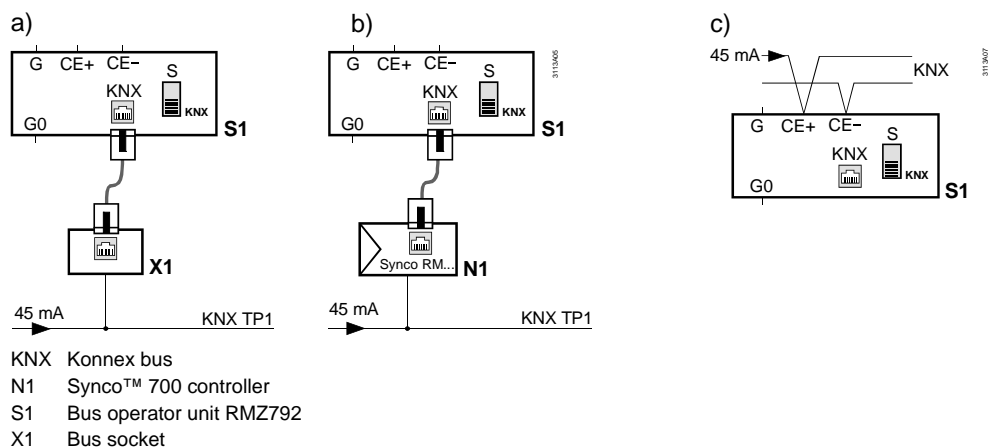 a)
G CE+ CE−
S
KNX
KNX
G0
S1
X1
45 mA
KNX TP1
b)
3113A05
G CE+ CE−
S
KNX
KNX
G0
S1
Synco RM...
N1
45 mA
KNX TP1
c)
3113A07
45 mA
KNX
G CE+ CE−
S
KNX
KNX
G0
S1
KNX Konnex bus
N1 Synco™ 700 controller
S1 Bus operator unit RMZ792
X1 Bus socket